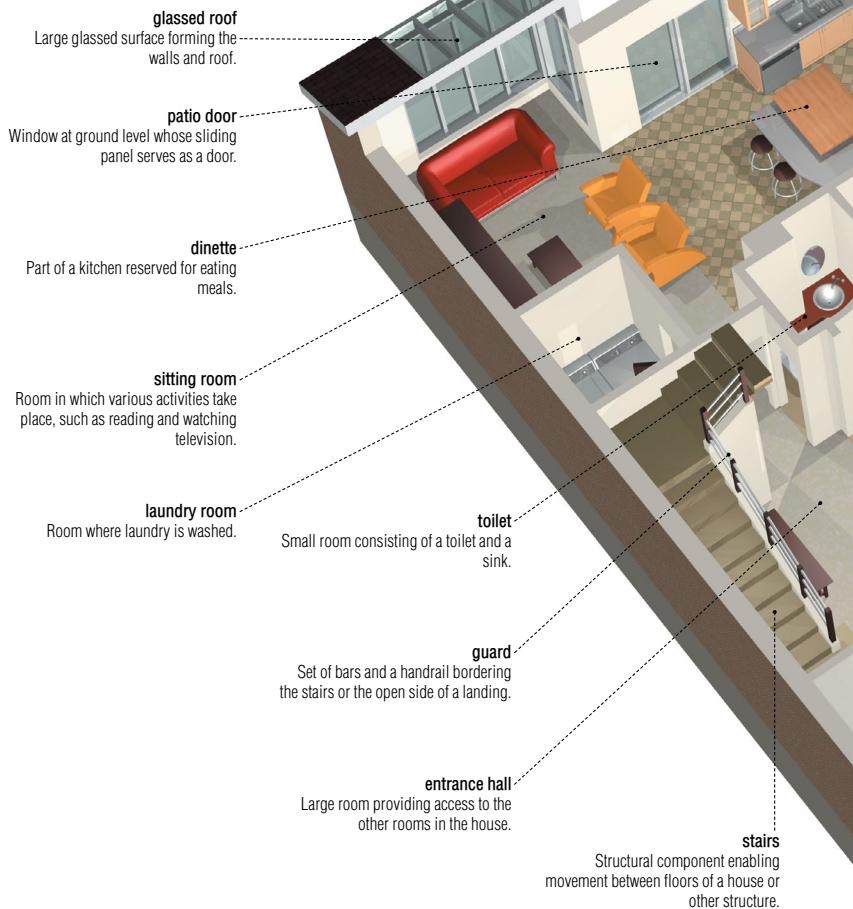 glassed roof
Large glassed surface forming the
walls and roof.
patio door
Window at ground level whose sliding
panel serves as a door.
dinette
Part of a kitchen reserved for eating
meals.
sitting room
Room in which various activities take
place, such as reading and watching
television.
laundry room
Room where laundry is washed.
toilet
Small room consisting of a toilet and a
sink.
guard
Set of bars and a handrail bordering
the stairs or the open side of a landing.
entrance hall
Large room providing access to the
other rooms in the house.
stairs
Structural component enabling
movement between floors of a house or
other structure.